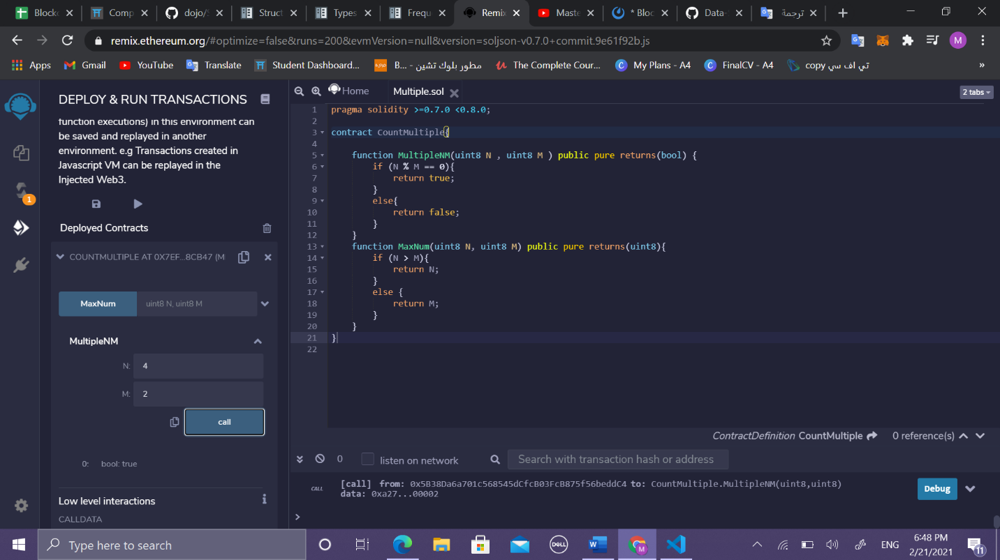 Blockc
Comp
dojo/S
Struct
Types
Frequ
Remix
Maste
* Bloc
Data-
ترجمة
remix.ethereum.org/#optimize=false&runs=200&evmVersion=null&version=soljson-v0.7.0+commit.9e61f92b.js
M
Apps
Gmail
YouTube
Translate
Student Dashboard...
مطور بلوك تشين - ...B
The Complete Cour...
My Plans - A4
FinalCV - A4
copy تي اف سي
»
DEPLOY & RUN TRANSACTIONS
function executions) in this environment can
be saved and replayed in another
environment. e.g Transactions created in
Javascript VM can be replayed in the
Injected Web3.
1
Deployed Contracts
COUNTMULTIPLE AT 0X7EF...8CB47 (M
MaxNum
uint8 N, uint8 M
MultipleNM
N: 4
M: 2
call
0: bool: true
Low level interactions
i
CALLDATA
Home
Multiple.sol
2 tabs
1 pragma solidity >=0.7.0 <0.8.0;
2
3 contract CountMultiple{
4
5 function MultipleNM(uint8 N , uint8 M ) public pure returns(bool) {
6 if (N % M == 0){
7 return true;
8 }
9 else{
10 return false;
11 }
12 }
13 function MaxNum(uint8 N, uint8 M) public pure returns(uint8){
14 if (N > M){
15 return N;
16 }
17 else {
18 return M;
19 }
20 }
21 }
22
ContractDefinition CountMultiple
0 reference(s)
0
listen on network
Search with transaction hash or address
CALL
[call] from: 0x5B38Da6a701c568545dCfcB03FcB875f56beddC4 to: CountMultiple.MultipleNM(uint8,uint8)
data: 0xa27...00002
Debug
>
Type here to search
DELL
W
M
ENG
6:48 PM
2/21/2021
11